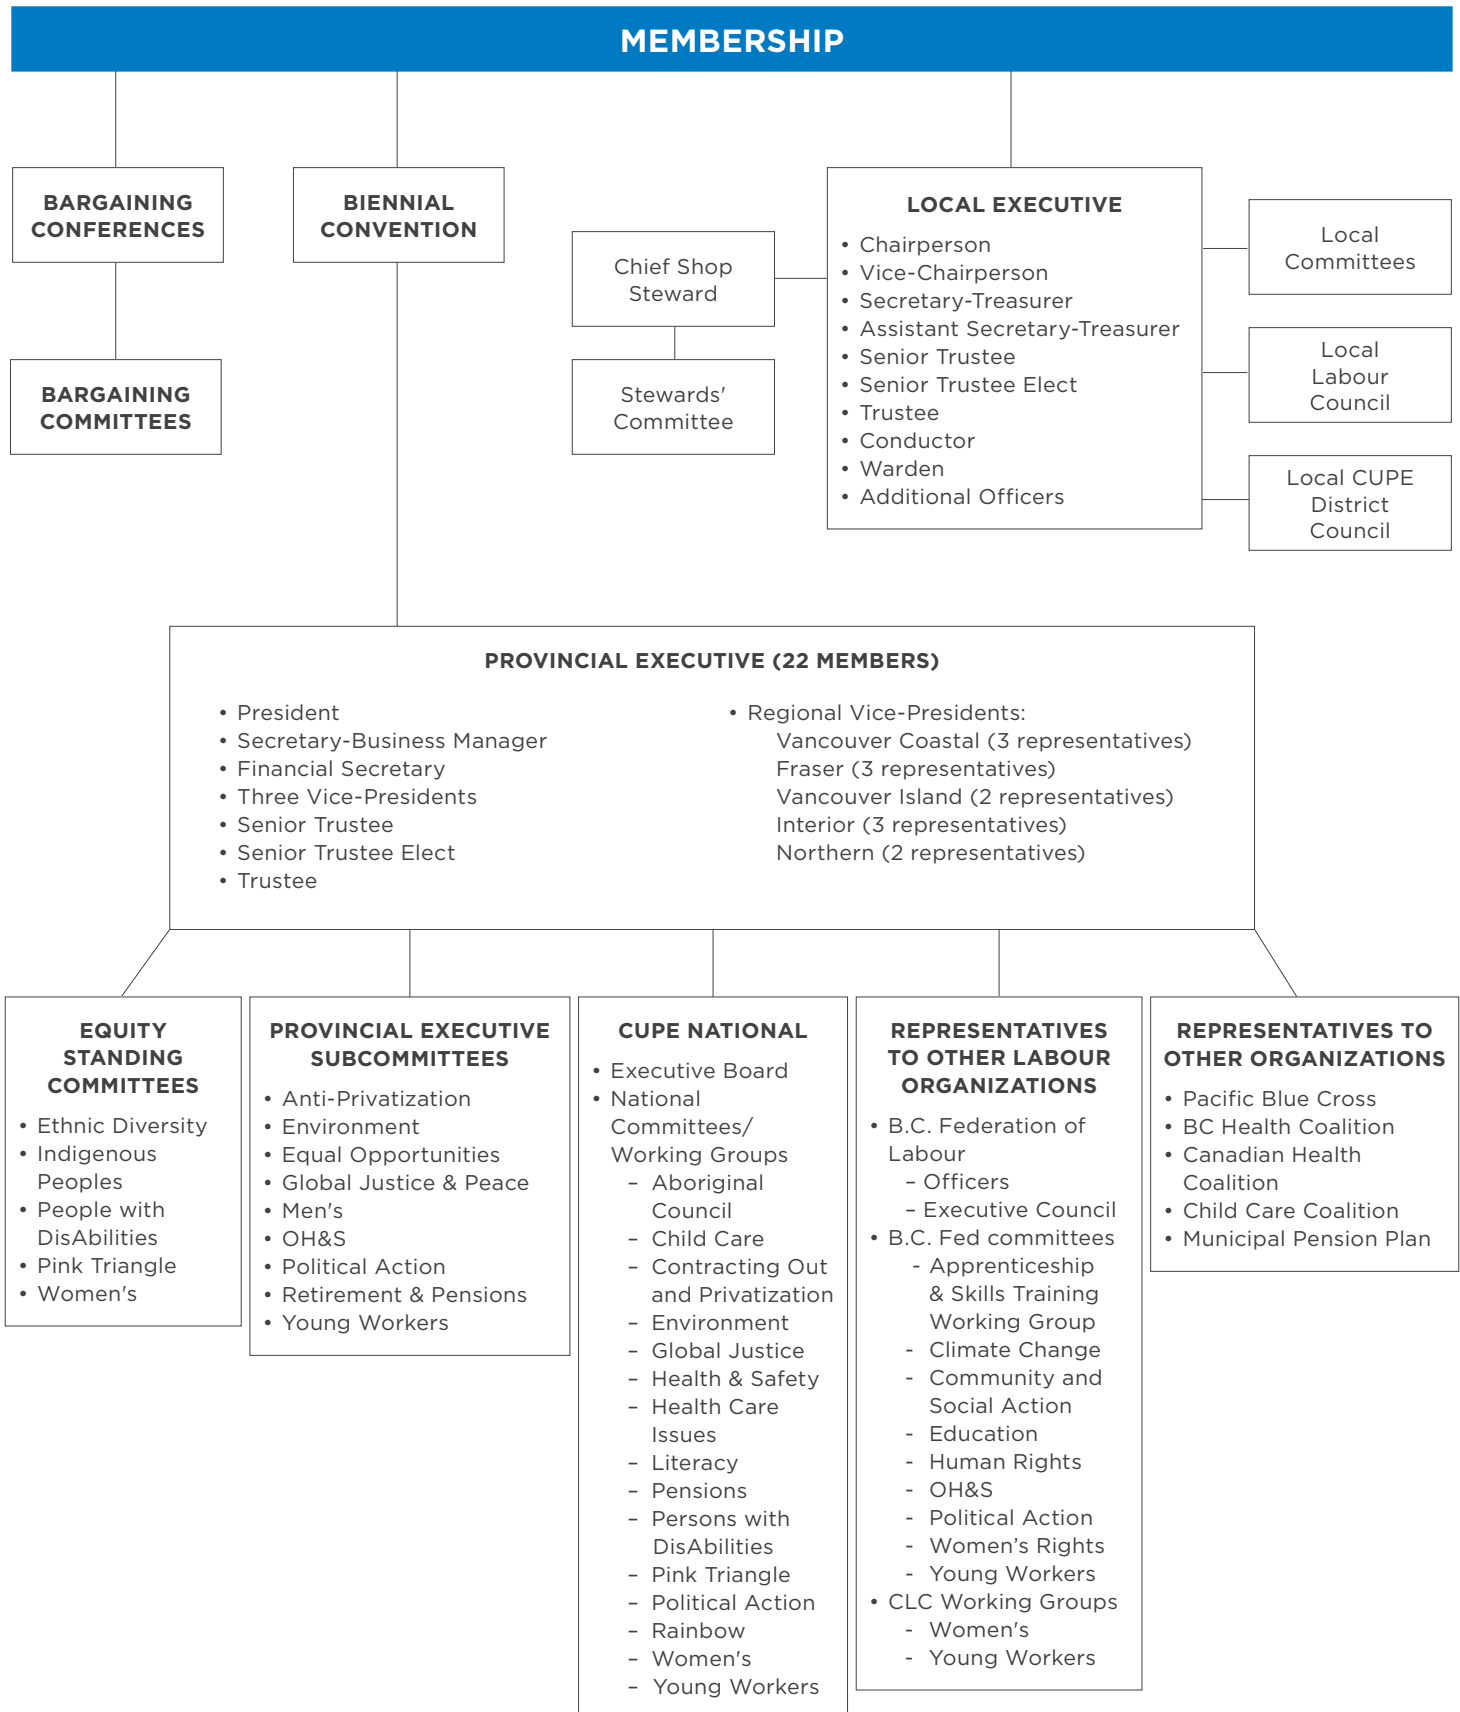 MEMBERSHIP
BARGAINING
CONFERENCES
BARGAINING
COMMITTEES
BIENNIAL
CONVENTION
Chief Shop
Steward
Stewards'
Committee
LOCAL EXECUTIVE
• Chairperson
• Vice-Chairperson
• Secretary-Treasurer
• Assistant Secretary-Treasurer
• Senior Trustee
• Senior Trustee Elect
• Trustee
• Conductor
• Warden
• Additional Officers
Local
Committees
Local
Labour
Council
Local CUPE
District
Council
PROVINCIAL EXECUTIVE (22 MEMBERS)
• President
• Secretary-Business Manager
• Financial Secretary
• Three Vice-Presidents
• Senior Trustee
• Senior Trustee Elect
• Trustee
• Regional Vice-Presidents:
Vancouver Coastal (3 representatives)
Fraser (3 representatives)
Vancouver Island (2 representatives)
Interior (3 representatives)
Northern (2 representatives)
EQUITY
STANDING
COMMITTEES
• Ethnic Diversity
• Indigenous
Peoples
• People with
DisAbilities
• Pink Triangle
• Women's
PROVINCIAL EXECUTIVE
SUBCOMMITTEES
• Anti-Privatization
• Environment
• Equal Opportunities
• Global Justice & Peace
• Men's
• OH&S
• Political Action
• Retirement & Pensions
• Young Workers
CUPE NATIONAL
• Executive Board
• National
Committees/
Working Groups
– Aboriginal
Council
– Child Care
– Contracting Out
and Privatization
– Environment
– Global Justice
– Health & Safety
– Health Care
Issues
– Literacy
– Pensions
– Persons with
DisAbilities
– Pink Triangle
– Political Action
– Rainbow
– Women's
– Young Workers
REPRESENTATIVES
TO OTHER LABOUR
ORGANIZATIONS
• B.C. Federation of
Labour
– Officers
– Executive Council
• B.C. Fed committees
- Apprenticeship
& Skills Training
Working Group
- Climate Change
- Community and
Social Action
- Education
- Human Rights
- OH&S
- Political Action
- Women’s Rights
- Young Workers
• CLC Working Groups
- Women's
- Young Workers
REPRESENTATIVES TO
OTHER ORGANIZATIONS
• Pacific Blue Cross
• BC Health Coalition
• Canadian Health
Coalition
• Child Care Coalition
• Municipal Pension Plan